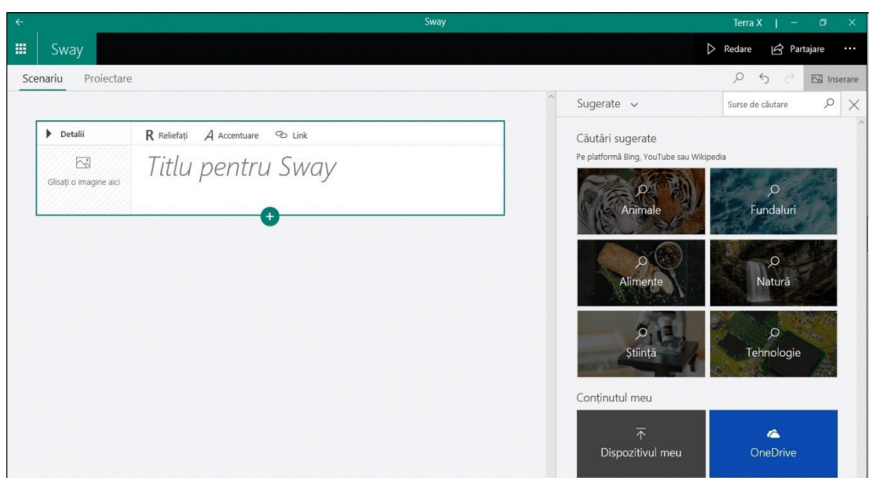 Sway
Terra X
Sway
Redare
Partajare
Scenariu
Proiectare
Inserare
Sugerate
Surse de căutare
Detalii
R Reliefați
A Accentuare
Link
Glisați o imagine aici
Titlu pentru Sway
Căutări sugerate
Pe platformă Bing, YouTube sau Wikipedia
Animale
Fundaluri
Alimente
Natură
Știință
Tehnologie
Conținutul meu
Dispozitivul meu
OneDrive